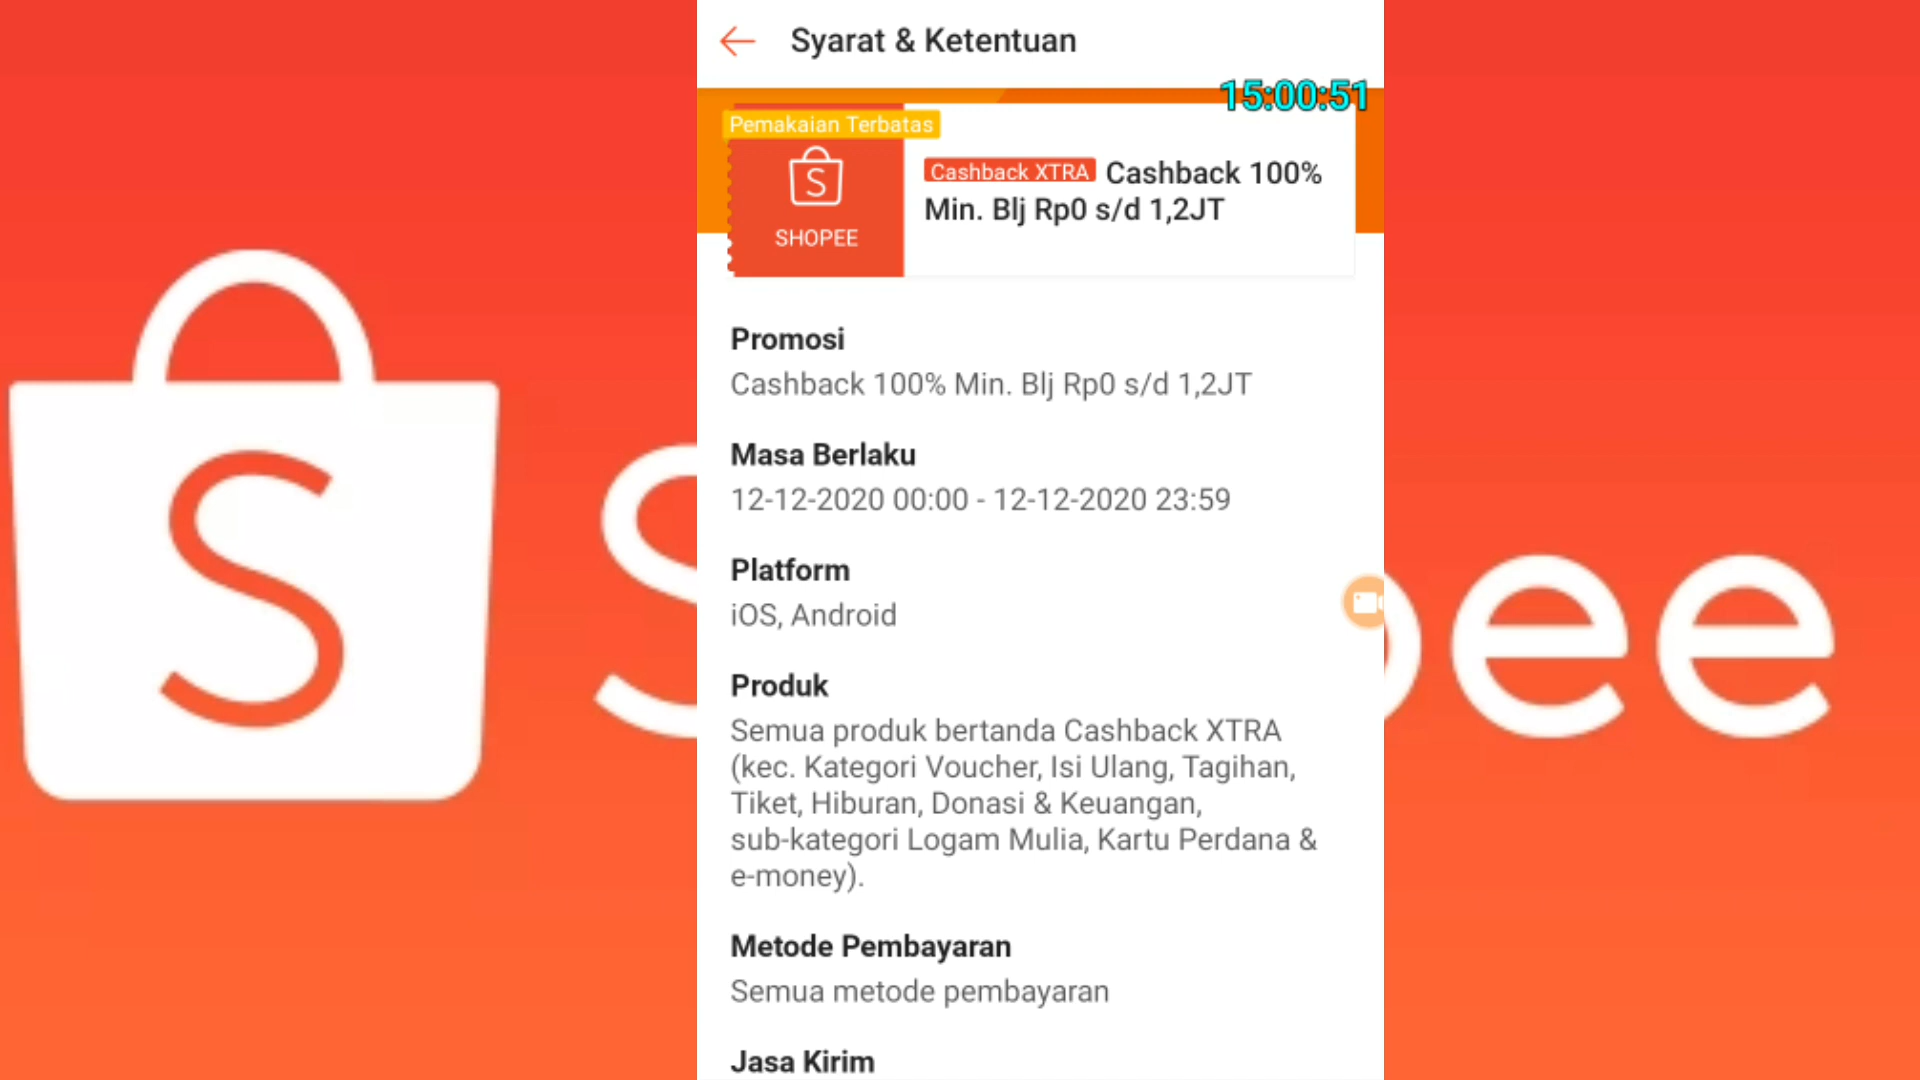 Syarat & Ketentuan
15:00:51
Pemakaian Terbatas
S
SHOPEE
Cashback XTRA Cashback 100%
Min. Blj Rp0 s/d 1,2JT
Promosi
Cashback 100% Min. Blj Rp0 s/d 1,2JT
Masa Berlaku
12-12-2020 00:00 - 12-12-2020 23:59
Platform
iOS, Android
Produk
Semua produk bertanda Cashback XTRA
(kec. Kategori Voucher, Isi Ulang, Tagihan,
Tiket, Hiburan, Donasi & Keuangan,
sub-kategori Logam Mulia, Kartu Perdana &
e-money).
Metode Pembayaran
Semua metode pembayaran
Jasa Kirim
S
S
pee